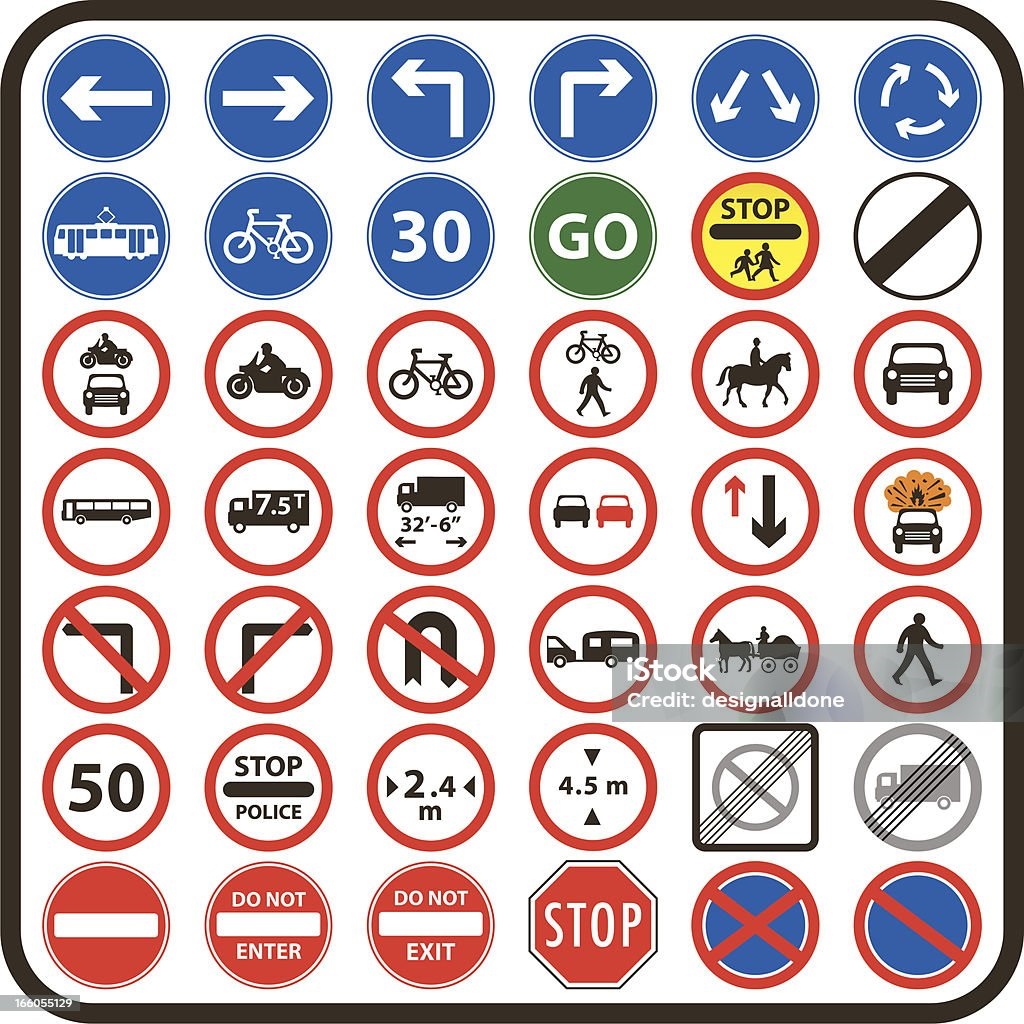 30
GO
STOP
7.5T
32'-6"
iStock
Credit: designalldone
50
STOP
POLICE
2.4
m
4.5 m
DO NOT
ENTER
DO NOT
EXIT
STOP
166055129